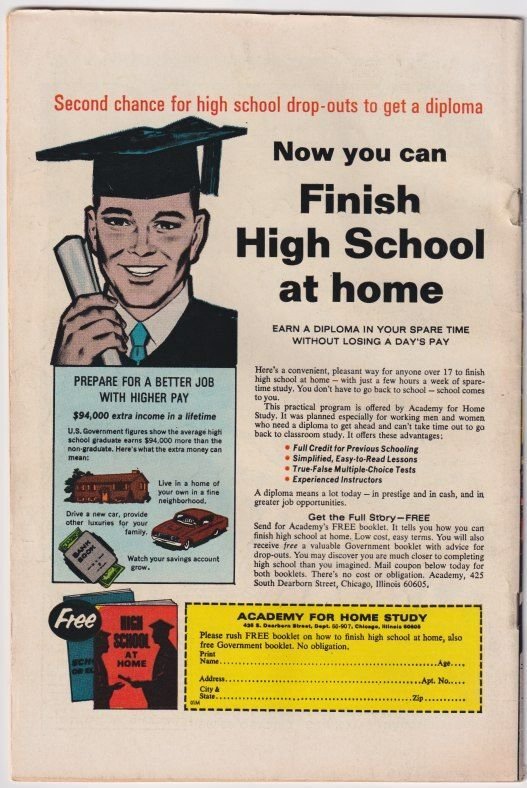 Second chance for high school drop-outs to get a diploma
Now you can
Finish
High School
at home
EARN A DIPLOMA IN YOUR SPARE TIME
WITHOUT LOSING A DAY'S PAY
PREPARE FOR A BETTER JOB
WITH HIGHER PAY
$94,000 extra income in a lifetime
U.S. Government figures show the average high
school graduate earns $94,000 more than the
non-graduate. Here's what the extra money can
mean:
Live in a home of
your own in a fine
neighborhood.
Drive a new car, provide
other luxuries for your
family.
BANK
BOOK
Watch your savings account
grow.
Here's a convenient, pleasant way for anyone over 17 to finish
high school at home – with just a few hours a week of spare-
time study. You don't have to go back to school – school comes
to you.
This practical program is offered by Academy for Home
Study. It was planned especially for working men and women
who need a diploma to get ahead and can't take time out to go
back to classroom study. It offers these advantages:
• Full Credit for Previous Schooling
• Simplified, Easy-to-Read Lessons
• True-False Multiple-Choice Tests
• Experienced Instructors
A diploma means a lot today – in prestige and in cash, and in
greater job opportunities.
Get the Full Story—FREE
Send for Academy's FREE booklet. It tells you how you can
finish high school at home. Low cost, easy terms. You will also
receive free a valuable Government booklet with advice for
drop-outs. You may discover you are much closer to completing
high school than you imagined. Mail coupon below today for
both booklets. There's no cost or obligation. Academy, 425
South Dearborn Street, Chicago, Illinois 60605.
Free
HIGH
SCHOOL
AT
HOME
SCH
OR EL
ACADEMY FOR HOME STUDY
S. Dearborn Street, Dept. 66-907, Chicago, Illinois 60605
Please rush FREE booklet on how to finish high school at home, also
free Government booklet. No obligation.
Print
Name Age
Address Apt. No.
City &
State Zip